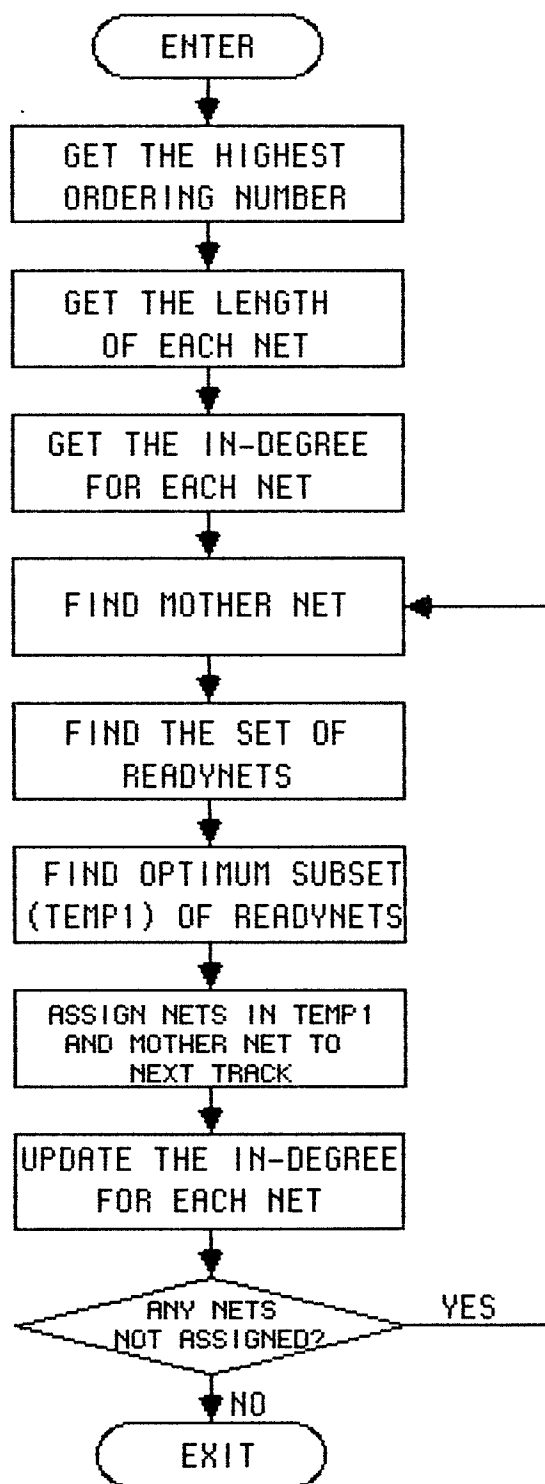 ENTER
GET THE HIGHEST
ORDERING NUMBER
GET THE LENGTH
OF EACH NET
GET THE IN-DEGREE
FOR EACH NET
FIND MOTHER NET
FIND THE SET OF
READYNETS
FIND OPTIMUM SUBSET
(TEMP1) OF READYNETS
ASSIGN NETS IN TEMP1
AND MOTHER NET TO
NEXT TRACK
UPDATE THE IN-DEGREE
FOR EACH NET
ANY NETS
NOT ASSIGNED?
YES
NO
EXIT